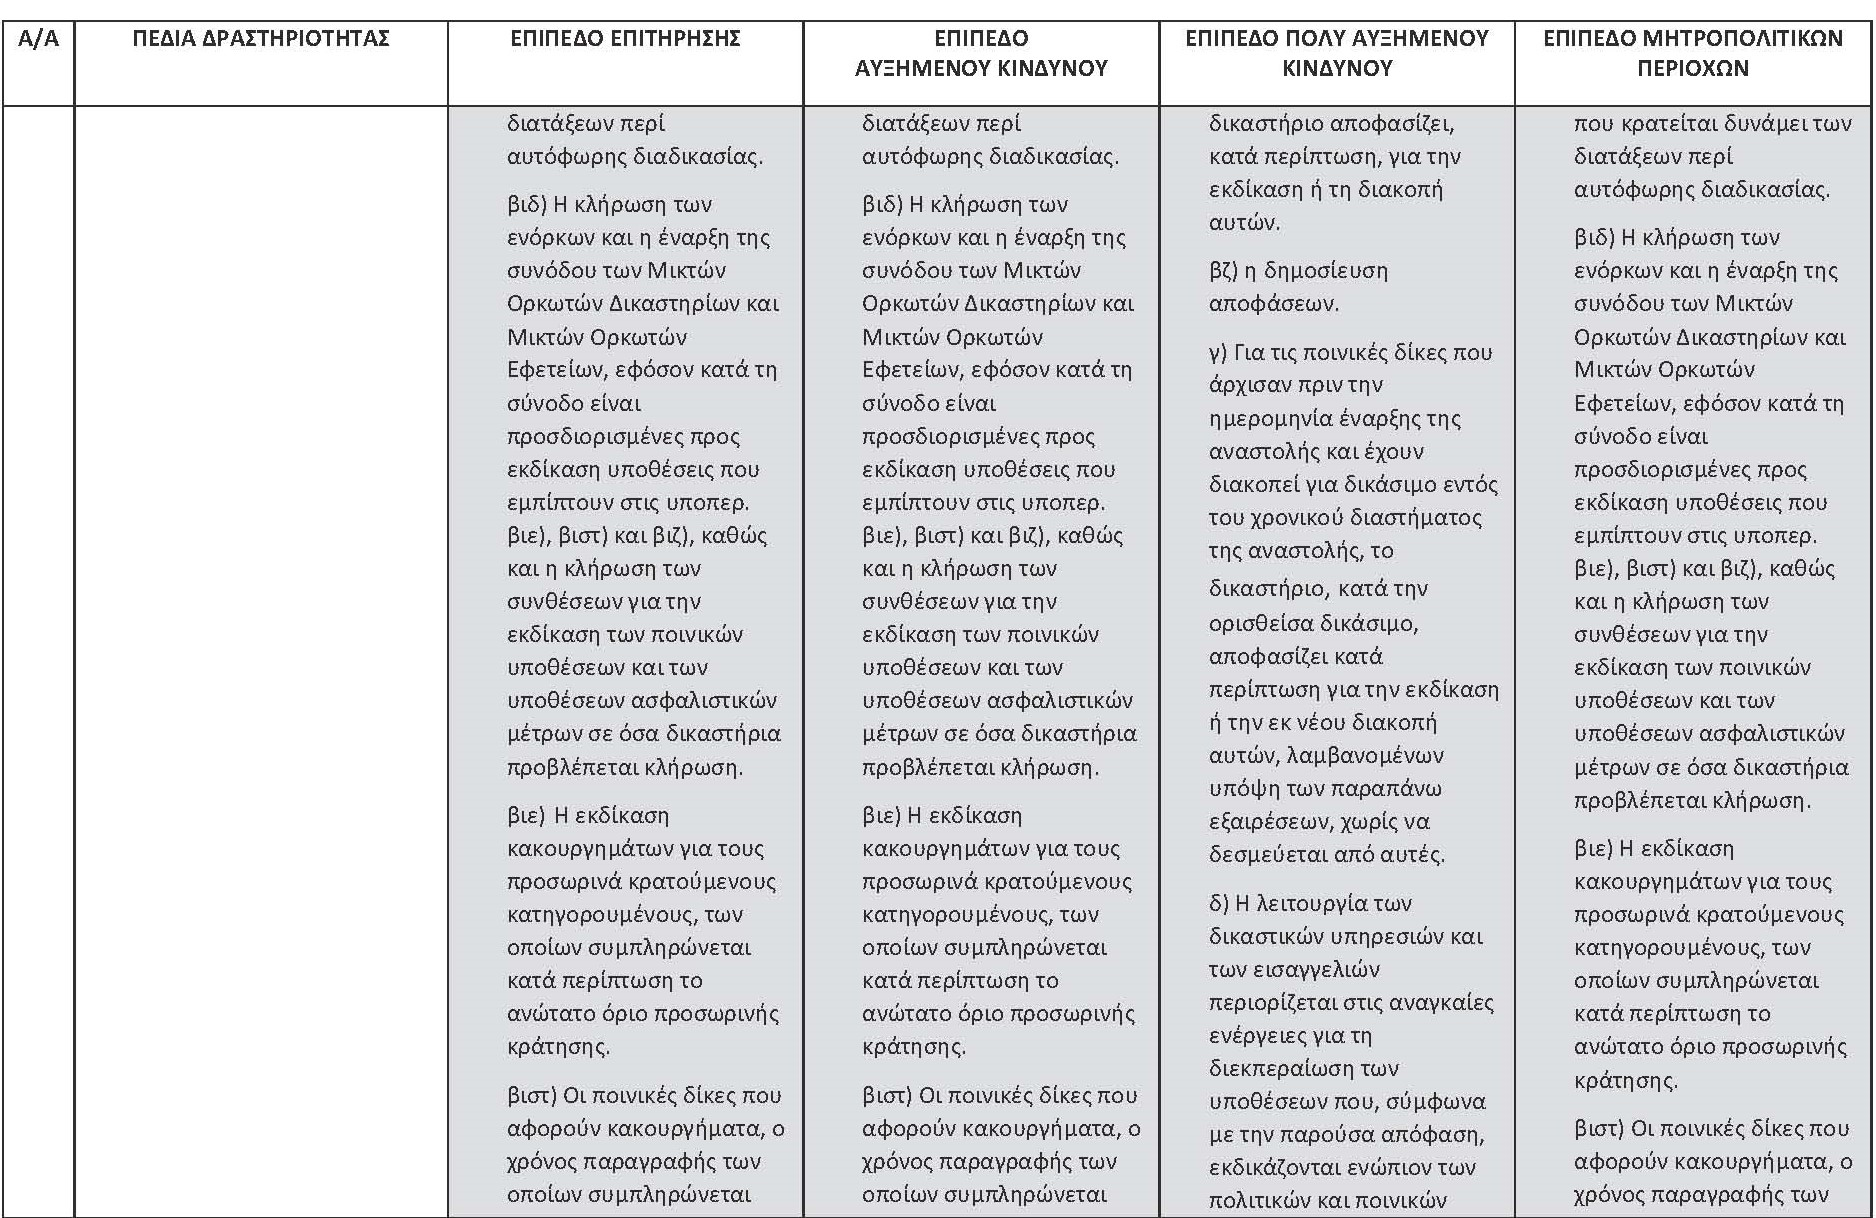 Α/Α
ΠΕΔΙΑ ΔΡΑΣΤΗΡΙΟΤΗΤΑΣ
ΕΠΙΠΕΔΟ ΕΠΙΤΗΡΗΣΗΣ
ΕΠΙΠΕΔΟ
ΑΥΞΗΜΕΝΟΥ ΚΙΝΔΥΝΟΥ
ΕΠΙΠΕΔΟ ΠΟΛΥ ΑΥΞΗΜΕΝΟΥ
ΚΙΝΔΥΝΟΥ
ΕΠΙΠΕΔΟ ΜΗΤΡΟΠΟΛΙΤΙΚΩΝ
ΠΕΡΙΟΧΩΝ
διατάξεων περί
αυτόφωρης διαδικασίας.
βιδ) Η κλήρωση των
ενόρκων και η έναρξη της
συνόδου των Μικτών
Ορκωτών Δικαστηρίων και
Μικτών Ορκωτών
Εφετείων, εφόσον κατά τη
σύνοδο είναι
προσδιορισμένες προς
εκδίκαση υποθέσεις που
εμπίπτουν στις υποπερ.
βιε), βιστ) και βιζ), καθώς
και η κλήρωση των
συνθέσεων για την
εκδίκαση των ποινικών
υποθέσεων και των
υποθέσεων ασφαλιστικών
μέτρων σε όσα δικαστήρια
προβλέπεται κλήρωση.
βιε) Η εκδίκαση
κακουργημάτων για τους
προσωρινά κρατούμενους
κατηγορουμένους, των
οποίων συμπληρώνεται
κατά περίπτωση το
ανώτατο όριο προσωρινής
κράτησης.
βιστ) Οι ποινικές δίκες που
αφορούν κακουργήματα, ο
χρόνος παραγραφής των
οποίων συμπληρώνεται
διατάξεων περί
αυτόφωρης διαδικασίας.
βιδ) Η κλήρωση των
ενόρκων και η έναρξη της
συνόδου των Μικτών
Ορκωτών Δικαστηρίων και
Μικτών Ορκωτών
Εφετείων, εφόσον κατά τη
σύνοδο είναι
προσδιορισμένες προς
εκδίκαση υποθέσεις που
εμπίπτουν στις υποπερ.
βιε), βιστ) και βιζ), καθώς
και η κλήρωση των
συνθέσεων για την
εκδίκαση των ποινικών
υποθέσεων και των
υποθέσεων ασφαλιστικών
μέτρων σε όσα δικαστήρια
προβλέπεται κλήρωση.
βιε) Η εκδίκαση
κακουργημάτων για τους
προσωρινά κρατούμενους
κατηγορουμένους, των
οποίων συμπληρώνεται
κατά περίπτωση το
ανώτατο όριο προσωρινής
κράτησης.
βιστ) Οι ποινικές δίκες που
αφορούν κακουργήματα, ο
χρόνος παραγραφής των
οποίων συμπληρώνεται
δικαστήριο αποφασίζει,
κατά περίπτωση, για την
εκδίκαση ή τη διακοπή
αυτών.
βζ) η δημοσίευση
αποφάσεων.
γ) Για τις ποινικές δίκες που
άρχισαν πριν την
ημερομηνία έναρξης της
αναστολής και έχουν
διακοπεί για δικάσιμο εντός
του χρονικού διαστήματος
της αναστολής, το
δικαστήριο, κατά την
ορισθείσα δικάσιμο,
αποφασίζει κατά
περίπτωση για την εκδίκαση
ή την εκ νέου διακοπή
αυτών, λαμβανομένων
υπόψη των παραπάνω
εξαιρέσεων, χωρίς να
δεσμεύεται από αυτές.
δ) Η λειτουργία των
δικαστικών υπηρεσιών και
των εισαγγελιών
περιορίζεται στις αναγκαίες
ενέργειες για τη
διεκπεραίωση των
υποθέσεων που, σύμφωνα
με την παρούσα απόφαση,
εκδικάζονται ενώπιον των
πολιτικών και ποινικών
που κρατείται δυνάμει των
διατάξεων περί
αυτόφωρης διαδικασίας.
βιδ) Η κλήρωση των
ενόρκων και η έναρξη της
συνόδου των Μικτών
Ορκωτών Δικαστηρίων και
Μικτών Ορκωτών
Εφετείων, εφόσον κατά τη
σύνοδο είναι
προσδιορισμένες προς
εκδίκαση υποθέσεις που
εμπίπτουν στις υποπερ.
βιε), βιστ) και βιζ), καθώς
και η κλήρωση των
συνθέσεων για την
εκδίκαση των ποινικών
υποθέσεων και των
υποθέσεων ασφαλιστικών
μέτρων σε όσα δικαστήρια
προβλέπεται κλήρωση.
βιε) Η εκδίκαση
κακουργημάτων για τους
προσωρινά κρατούμενους
κατηγορουμένους, των
οποίων συμπληρώνεται
κατά περίπτωση το
ανώτατο όριο προσωρινής
κράτησης.
βιστ) Οι ποινικές δίκες που
αφορούν κακουργήματα, ο
χρόνος παραγραφής των